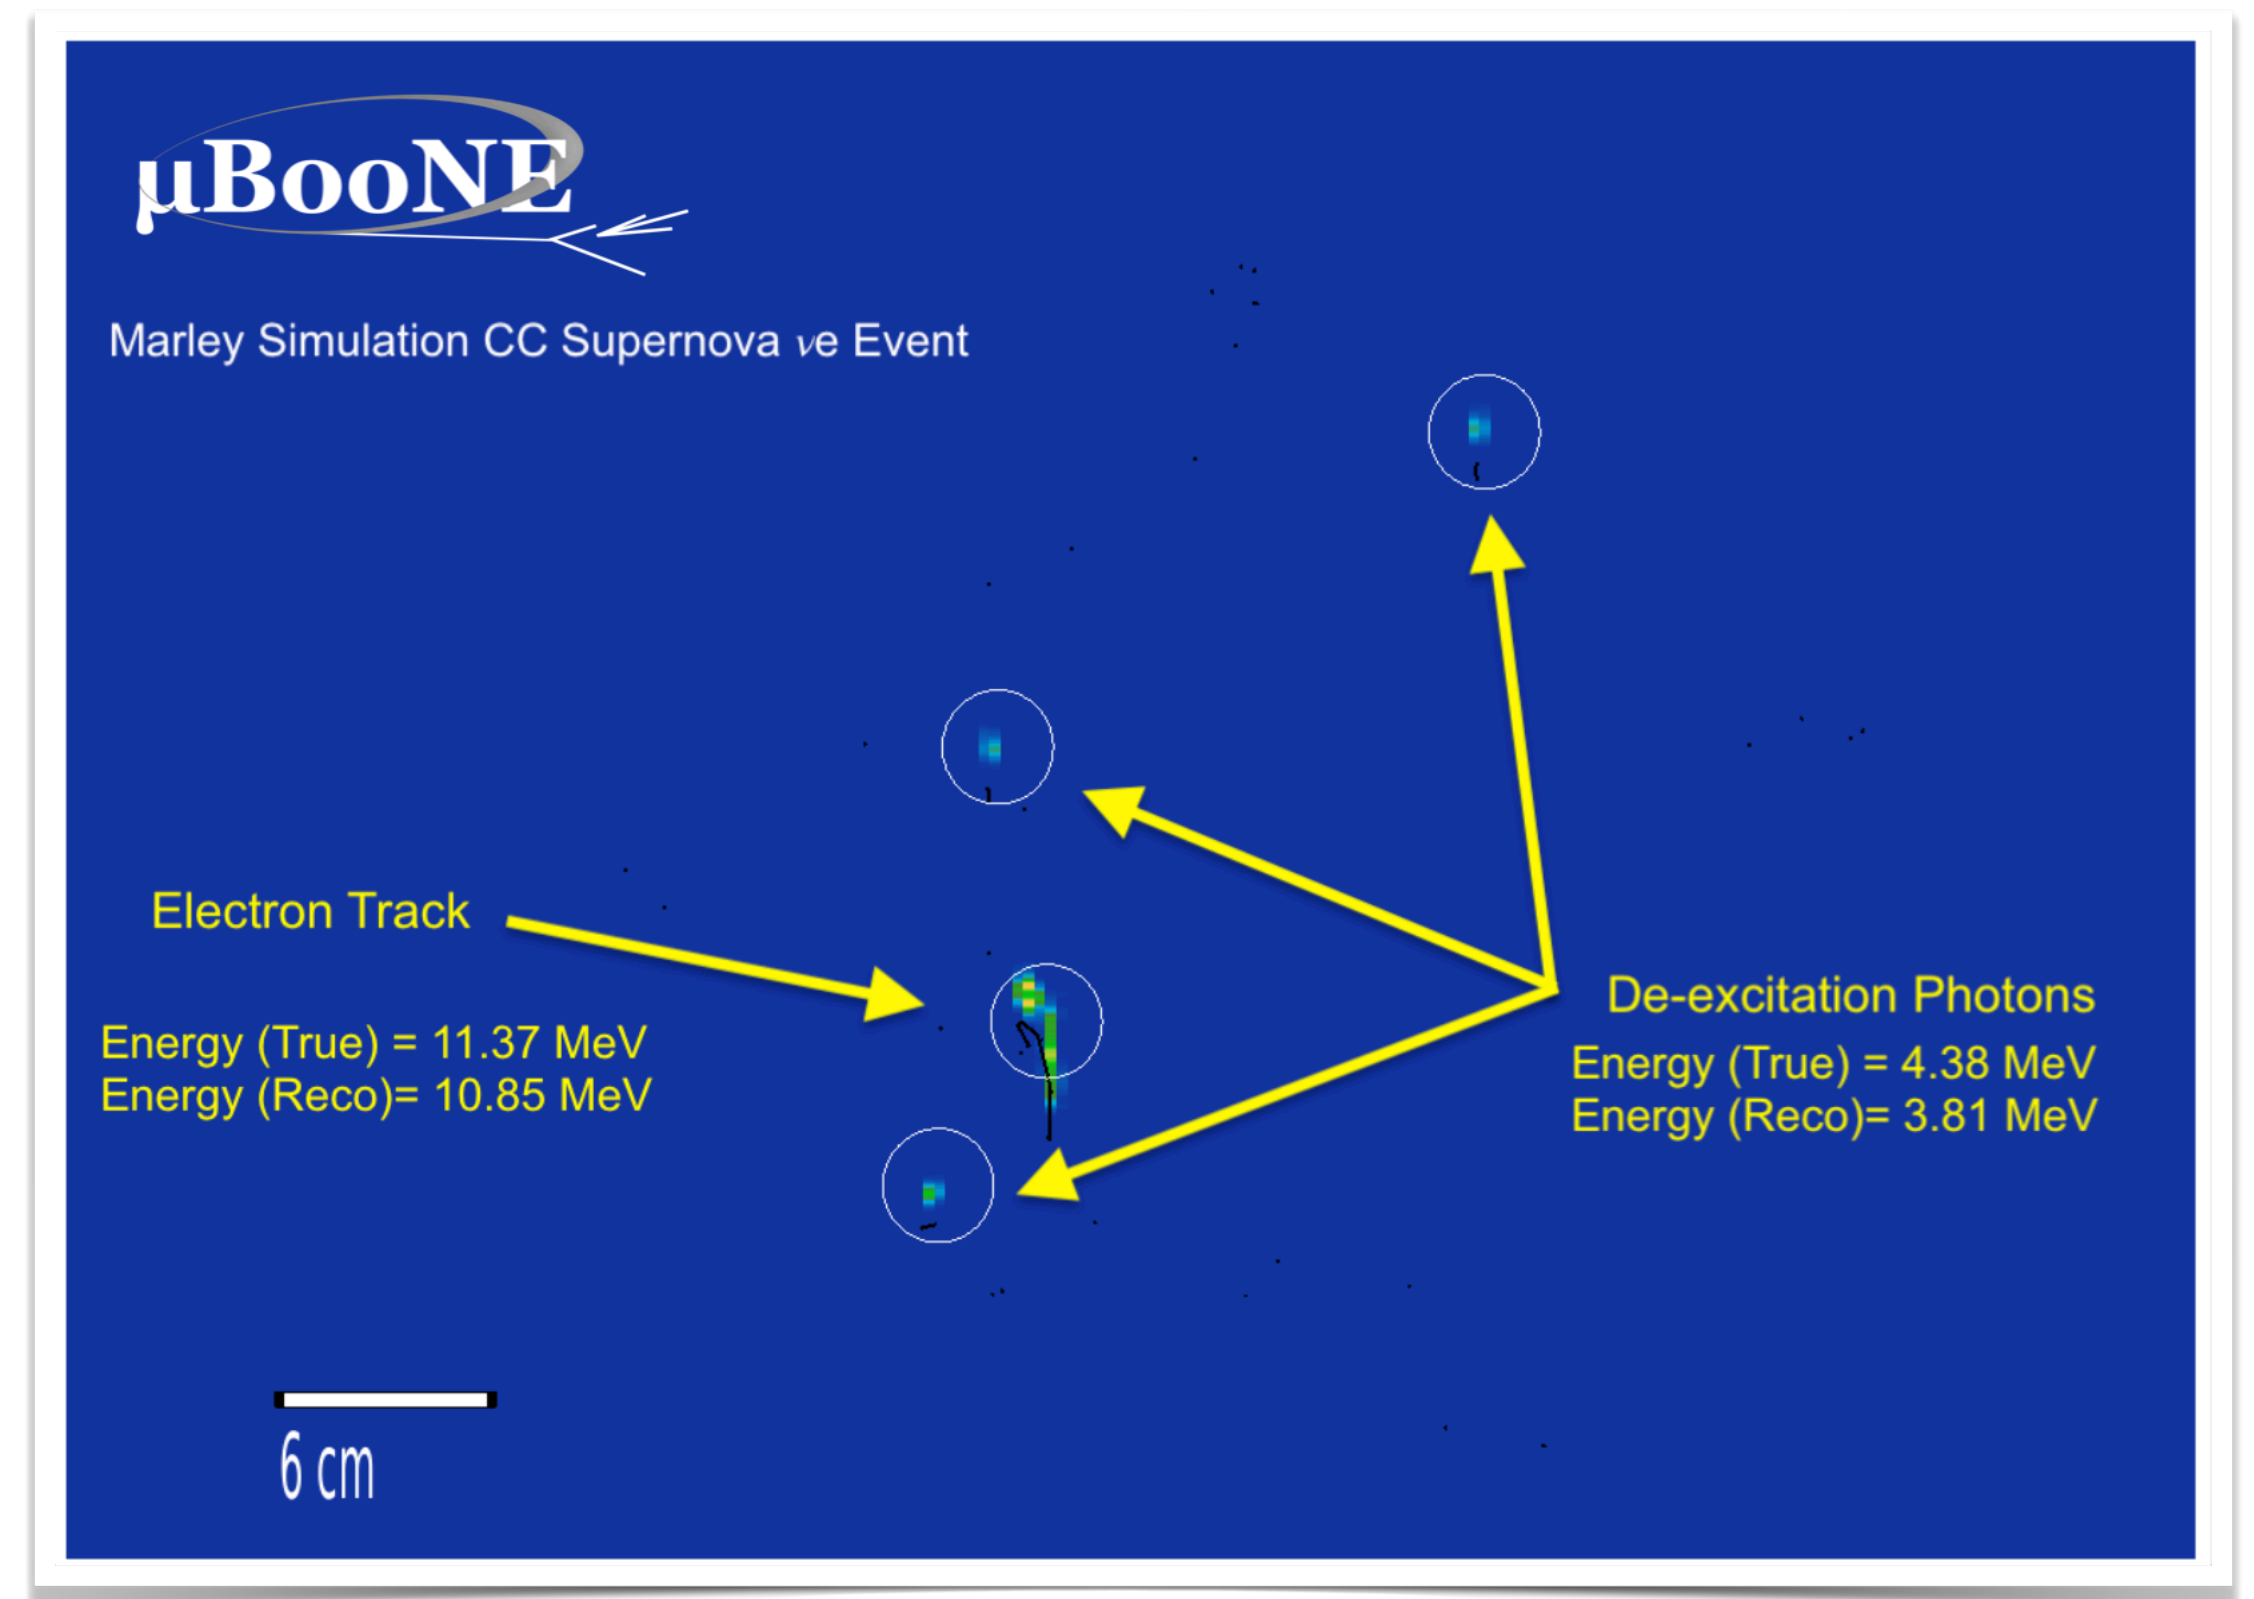 µBooNE
Marley Simulation CC Supernova νe Event
Electron Track
Energy (True) = 11.37 MeV
Energy (Reco)= 10.85 MeV
De-excitation Photons
Energy (True) = 4.38 MeV
Energy (Reco)= 3.81 MeV
6 cm